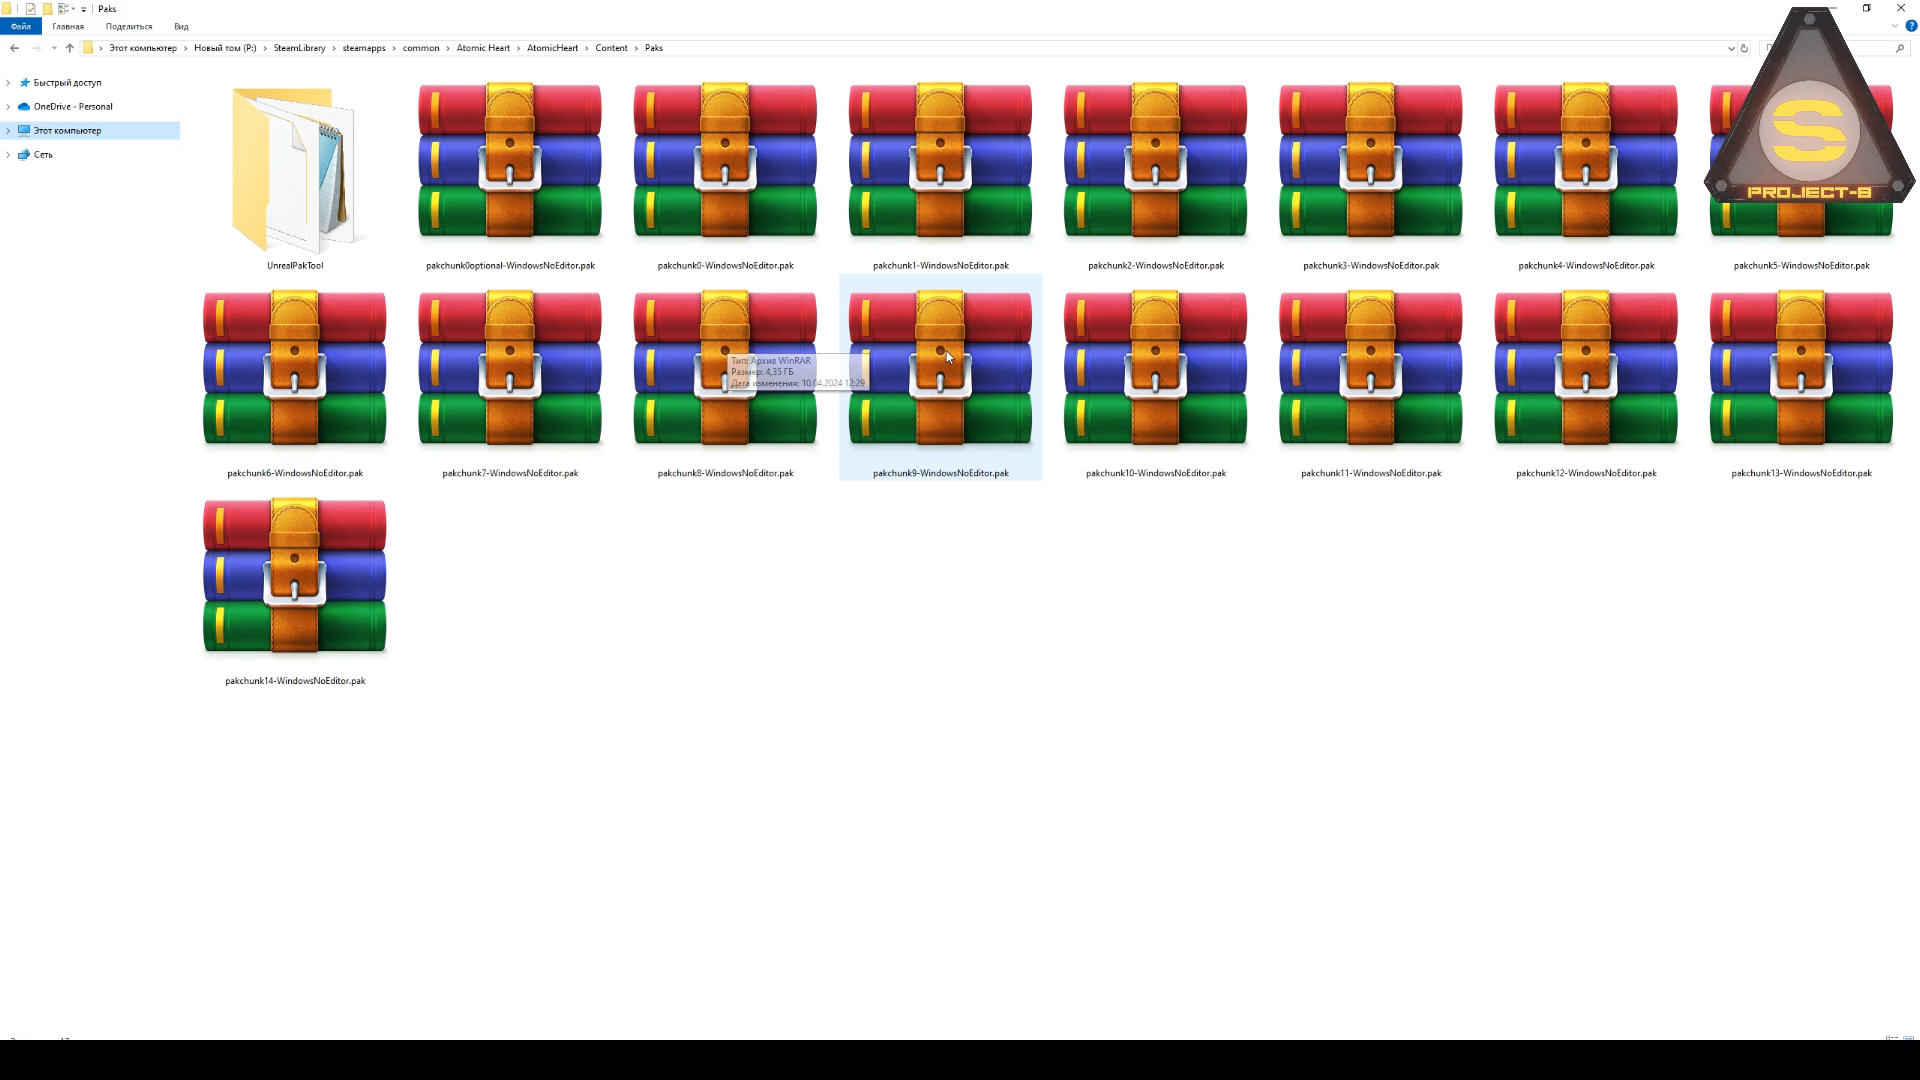 Paks
Файл Главная Поделиться Вид
Этот компьютер › Новый том (P:) › SteamLibrary › steamapps › common › Atomic Heart › AtomicHeart › Content › Paks
Быстрый доступ
OneDrive - Personal
Этот компьютер
Сеть
PROJECT-8
UnrealPakTool
pakchunk0optional-WindowsNoEditor.pak
pakchunk0-WindowsNoEditor.pak
pakchunk1-WindowsNoEditor.pak
pakchunk2-WindowsNoEditor.pak
pakchunk3-WindowsNoEditor.pak
pakchunk4-WindowsNoEditor.pak
pakchunk5-WindowsNoEditor.pak
Тип: Архив WinRAR
Размер: 4,35 ГБ
Дата изменения: 10.04.2024 12:29
pakchunk6-WindowsNoEditor.pak
pakchunk7-WindowsNoEditor.pak
pakchunk8-WindowsNoEditor.pak
pakchunk9-WindowsNoEditor.pak
pakchunk10-WindowsNoEditor.pak
pakchunk11-WindowsNoEditor.pak
pakchunk12-WindowsNoEditor.pak
pakchunk13-WindowsNoEditor.pak
pakchunk14-WindowsNoEditor.pak